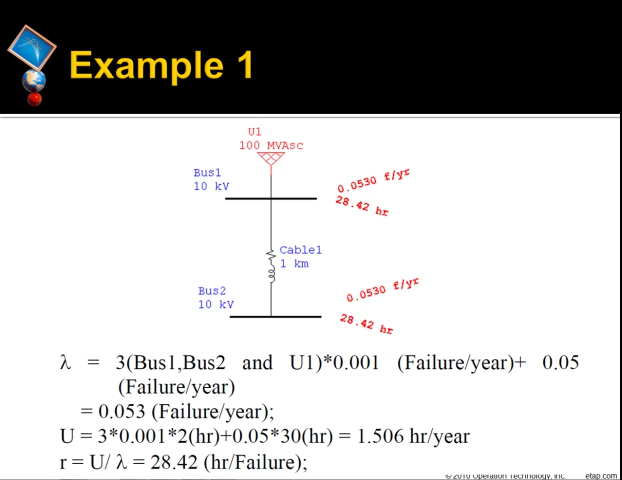 Example 1
U1
100 MVAsc
Bus1
10 kV
0.0530 f/yr
28.42 hr
Cable1
1 km
Bus2
10 kV
0.0530 f/yr
28.42 hr
λ = 3(Bus1,Bus2 and U1)*0.001 (Failure/year)+ 0.05
(Failure/year)
= 0.053 (Failure/year);
U = 3*0.001*2(hr)+0.05*30(hr) = 1.506 hr/year
r = U/ λ = 28.42 (hr/Failure);
© 2010 Operation Technology, Inc. etap.com